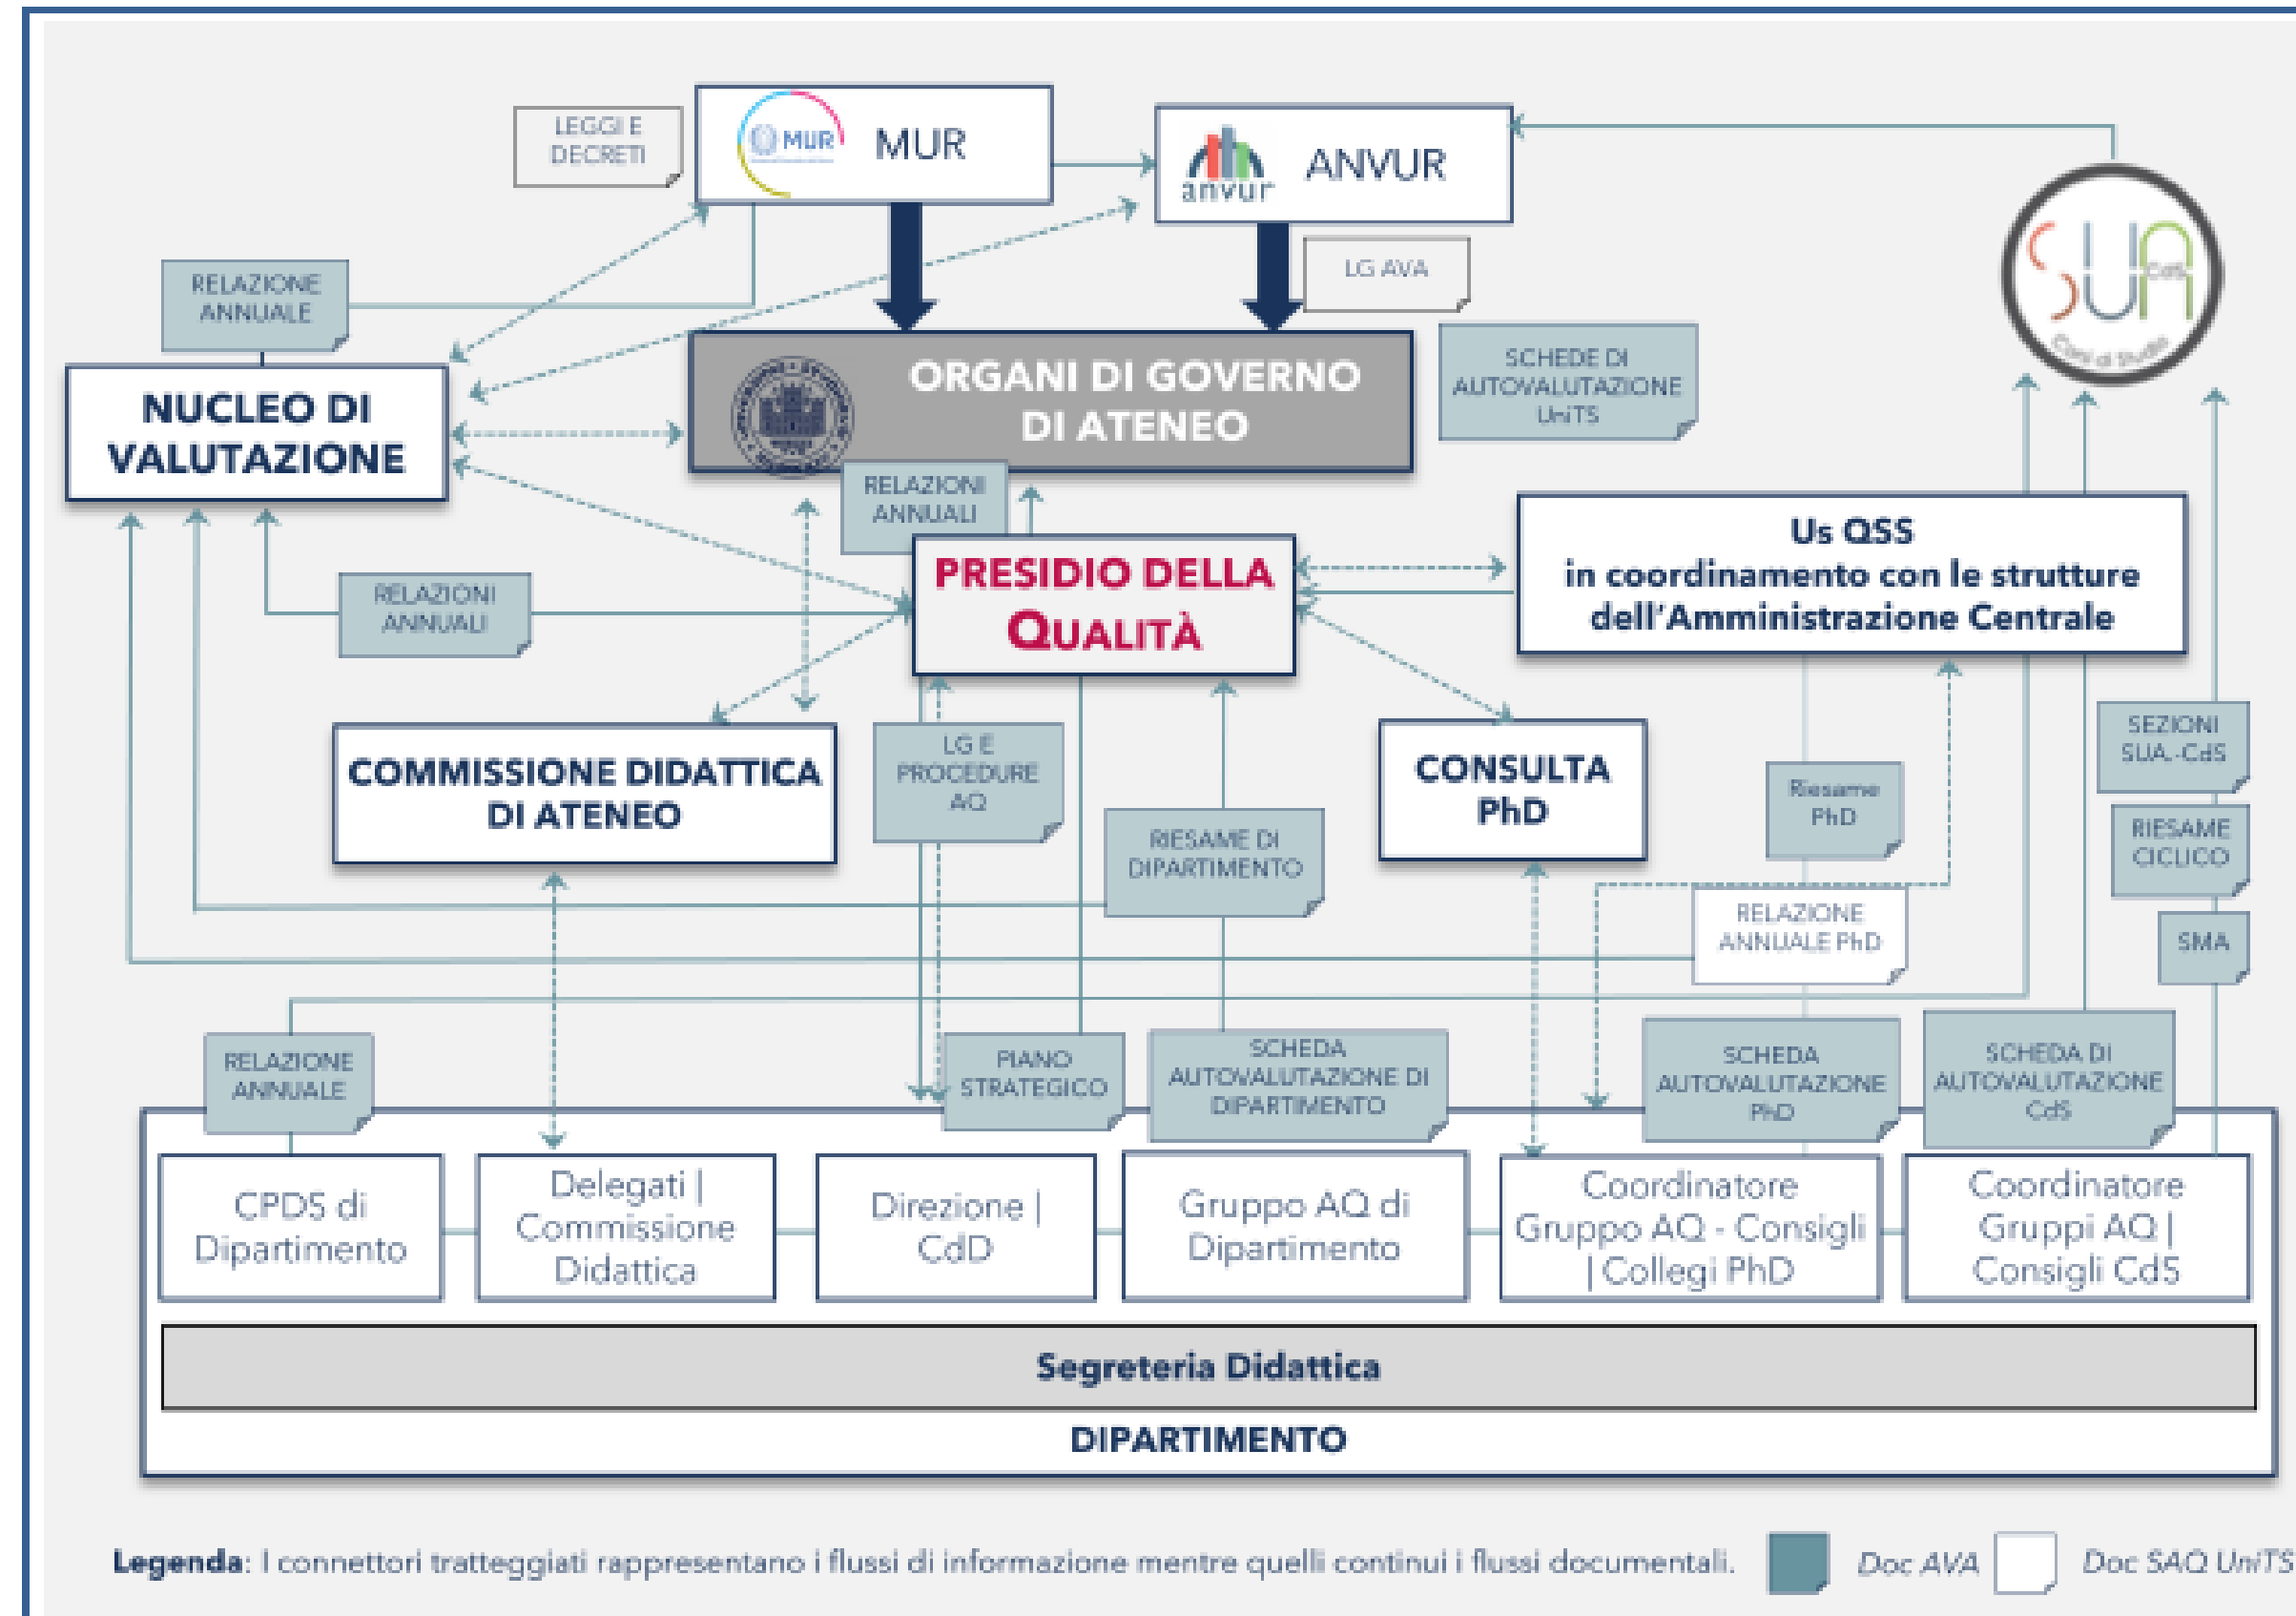 LEGGI E
DECRETI
MUR
MUR
anvur
ANVUR
LG AVA
RELAZIONE
ANNUALE
SUA
CdS
Corsi di Studio
NUCLEO DI
VALUTAZIONE
ORGANI DI GOVERNO
DI ATENEO
SCHEDE DI
AUTOVALUTAZIONE
UniTS
RELAZIONI
ANNUALI
PRESIDIO DELLA
QUALITÀ
Us QSS
in coordinamento con le strutture
dell'Amministrazione Centrale
RELAZIONI
ANNUALI
COMMISSIONE DIDATTICA
DI ATENEO
LG E
PROCEDURE
AQ
CONSULTA
PhD
Riesame
PhD
SEZIONI
SUA.-CdS
RIESAME
CICLICO
SMA
RIESAME DI
DIPARTIMENTO
RELAZIONE
ANNUALE PhD
RELAZIONE
ANNUALE
PIANO
STRATEGICO
SCHEDA
AUTOVALUTAZIONE DI
DIPARTIMENTO
SCHEDA
AUTOVALUTAZIONE
PhD
SCHEDA DI
AUTOVALUTAZIONE
CdS
CPDS di
Dipartimento
Delegati |
Commissione
Didattica
Direzione |
CdD
Gruppo AQ di
Dipartimento
Coordinatore
Gruppo AQ - Consigli
| Collegi PhD
Coordinatore
Gruppi AQ |
Consigli CdS
Segreteria Didattica
DIPARTIMENTO
Legenda: I connettori tratteggiati rappresentano i flussi di informazione mentre quelli continui i flussi documentali.
Doc AVA
Doc SAQ UniTS